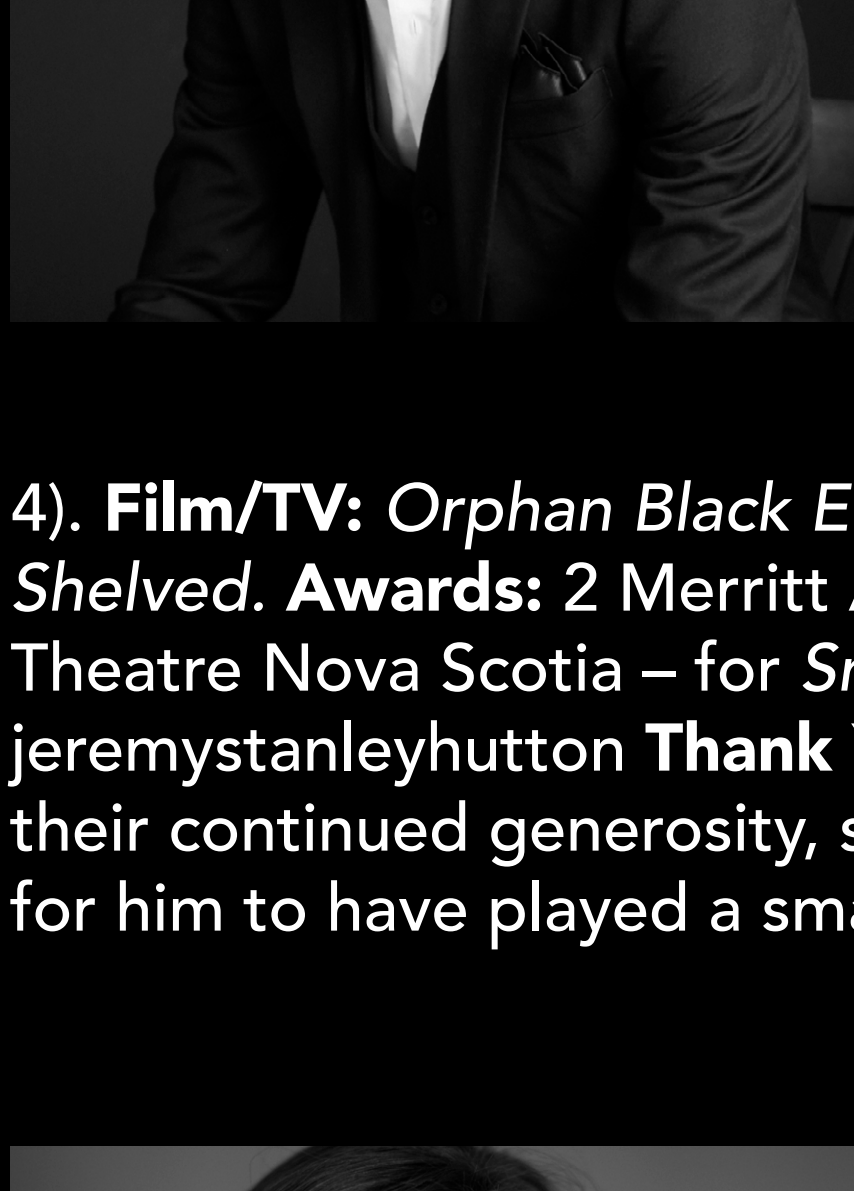 4). Film/TV: Orphan Black
Shelved. Awards: 2 Merritt
Theatre Nova Scotia – for
jeremystanleyhutton Thank
their continued generosity,
for him to have played a